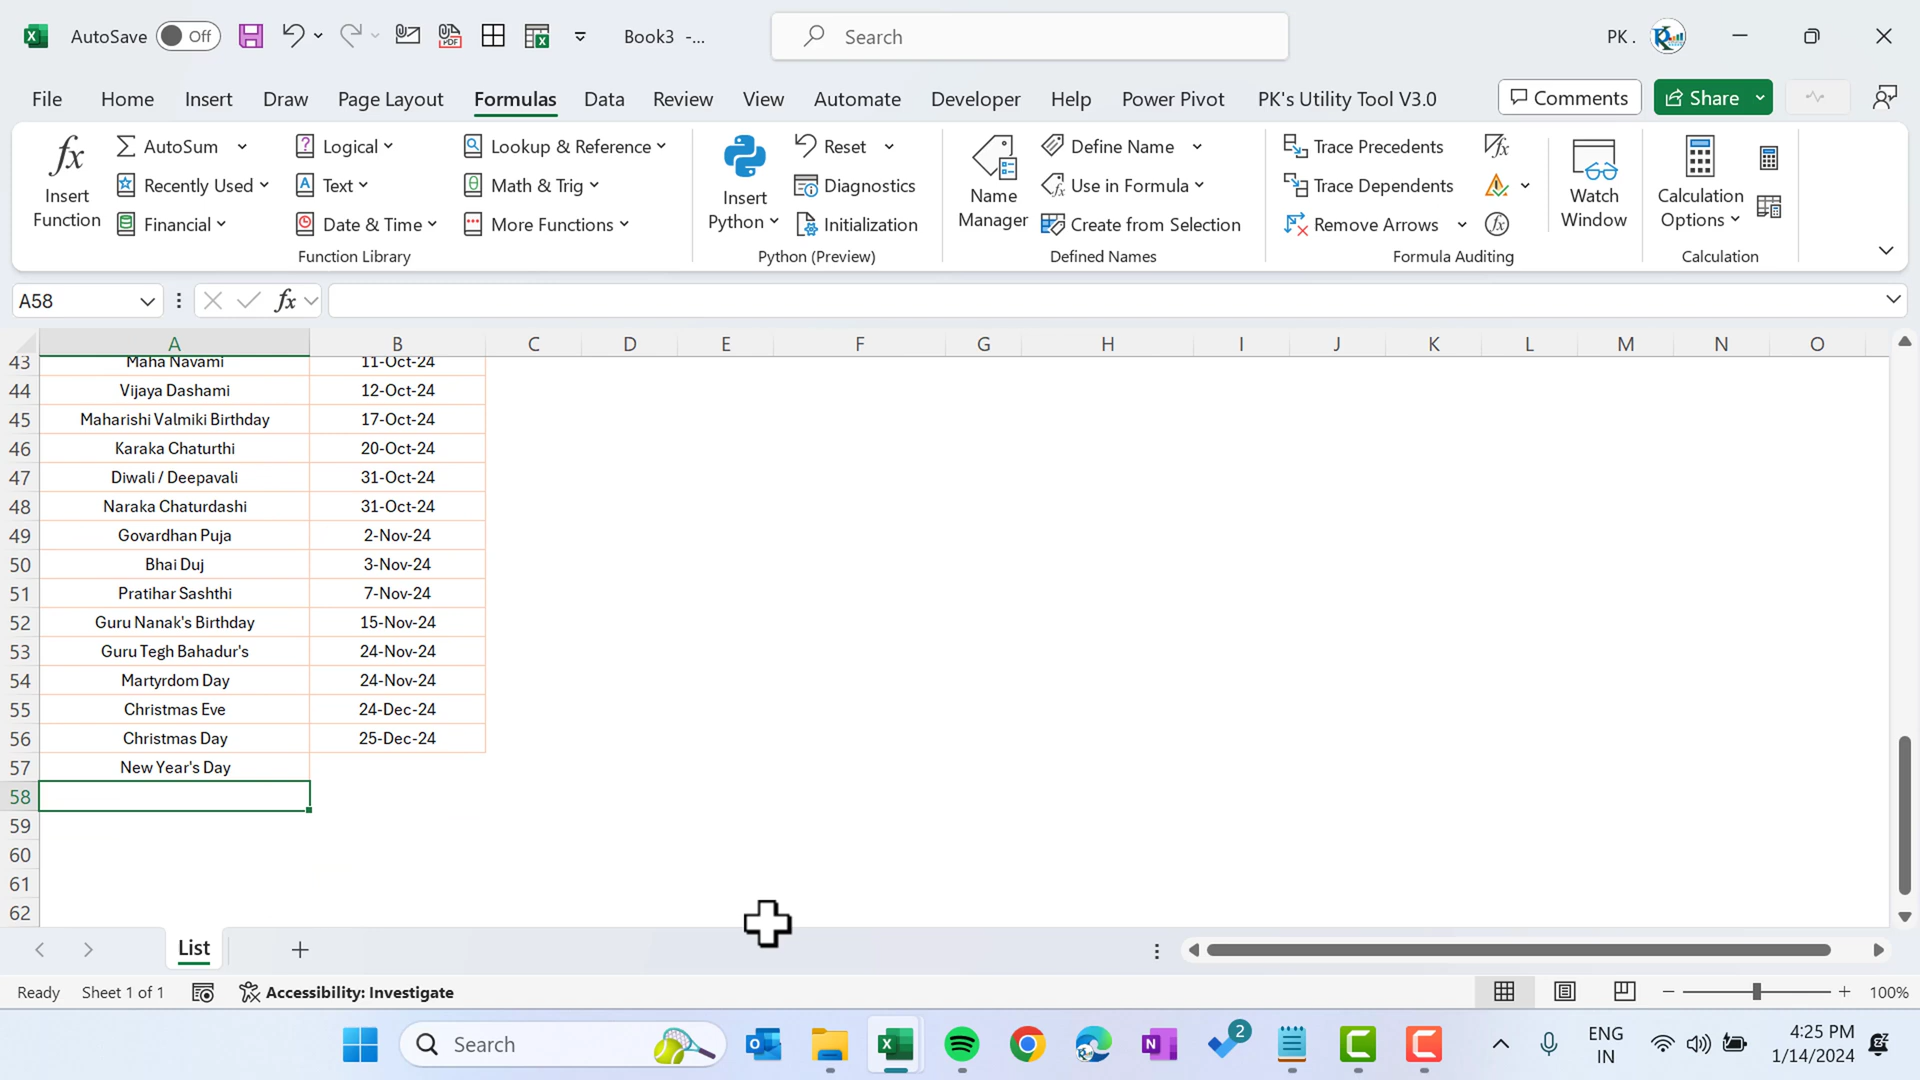 AutoSave Off Book3 -... Search PK .
File Home Insert Draw Page Layout Formulas Data Review View Automate Developer Help Power Pivot PK's Utility Tool V3.0 Comments Share
Insert Function
AutoSum
Recently Used
Financial
Logical
Text
Date & Time
Lookup & Reference
Math & Trig
More Functions
Function Library
Insert Python
Reset
Diagnostics
Initialization
Python (Preview)
Name Manager
Define Name
Use in Formula
Create from Selection
Defined Names
Trace Precedents
Trace Dependents
Remove Arrows
Formula Auditing
Watch Window
Calculation Options
Calculation
A58 fx
A B C D E F G H I J K L M N O
43 Maha Navami 11-Oct-24
44 Vijaya Dashami 12-Oct-24
45 Maharishi Valmiki Birthday 17-Oct-24
46 Karaka Chaturthi 20-Oct-24
47 Diwali / Deepavali 31-Oct-24
48 Naraka Chaturdashi 31-Oct-24
49 Govardhan Puja 2-Nov-24
50 Bhai Duj 3-Nov-24
51 Pratihar Sashthi 7-Nov-24
52 Guru Nanak's Birthday 15-Nov-24
53 Guru Tegh Bahadur's 24-Nov-24
54 Martyrdom Day 24-Nov-24
55 Christmas Eve 24-Dec-24
56 Christmas Day 25-Dec-24
57 New Year's Day
58
59
60
61
62
List
Ready Sheet 1 of 1 Accessibility: Investigate 100%
Search 2 ENG 4:25 PM
IN 1/14/2024